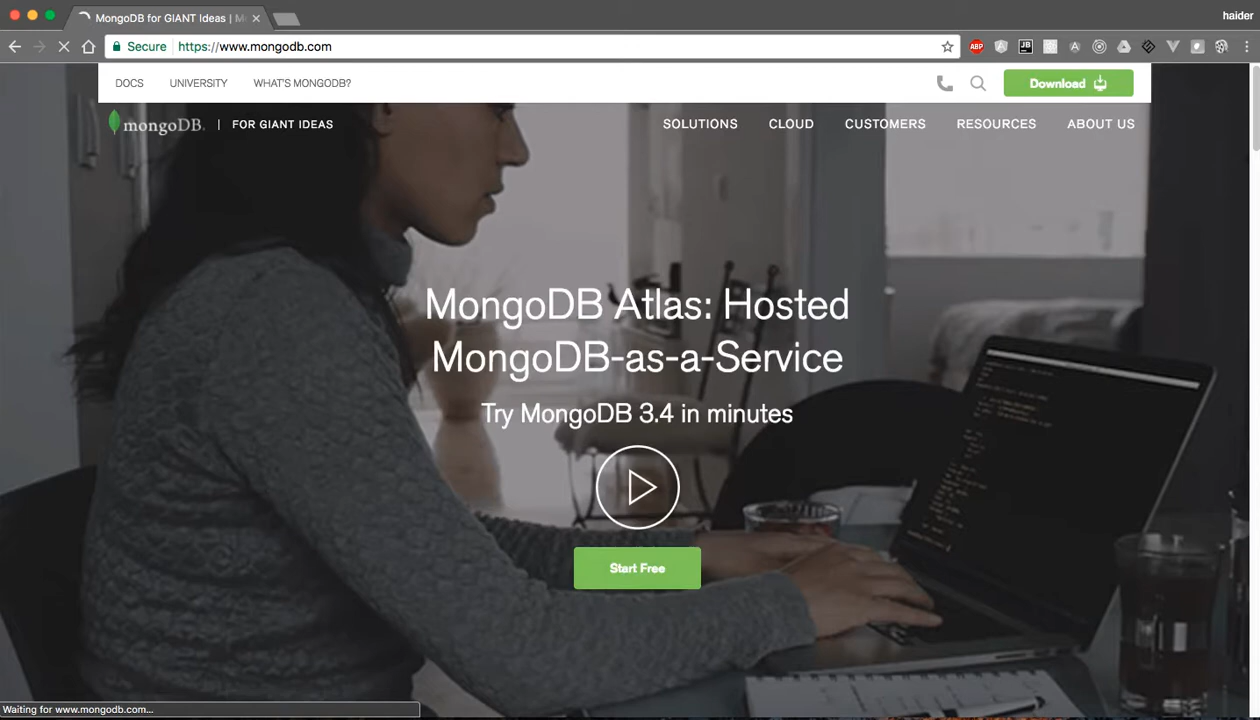 MongoDB for GIANT Ideas | M
haider
Secure
https://www.mongodb.com
ABP
JB
DOCS
UNIVERSITY
WHAT'S MONGODB?
Download
mongoDB.
FOR GIANT IDEAS
SOLUTIONS
CLOUD
CUSTOMERS
RESOURCES
ABOUT US
MongoDB Atlas: Hosted
MongoDB-as-a-Service
Try MongoDB 3.4 in minutes
Start Free
Waiting for www.mongodb.com...